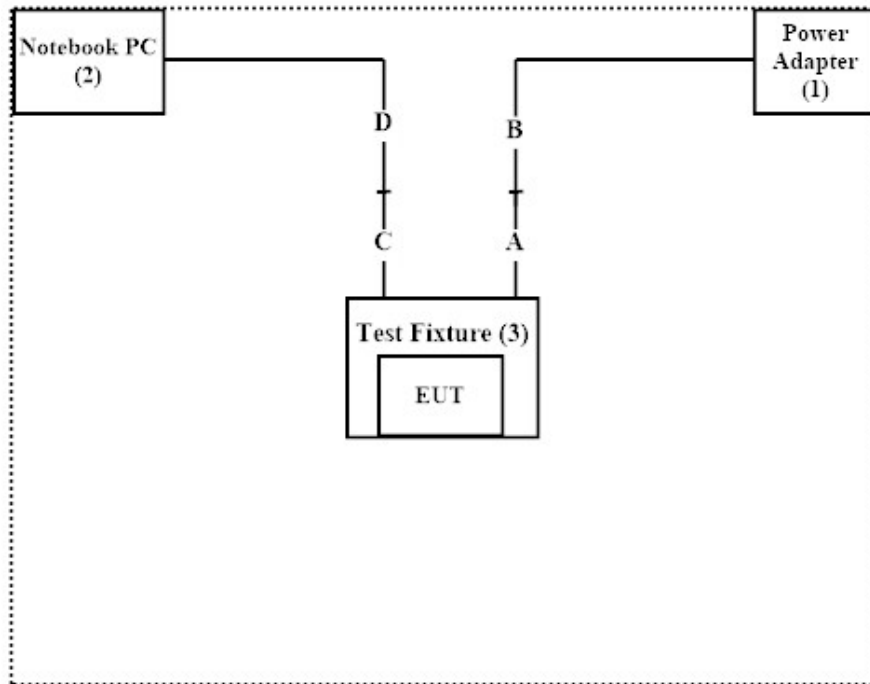 Notebook PC
(2)
Power
Adapter
(1)
D
B
C
A
Test Fixture (3)
EUT